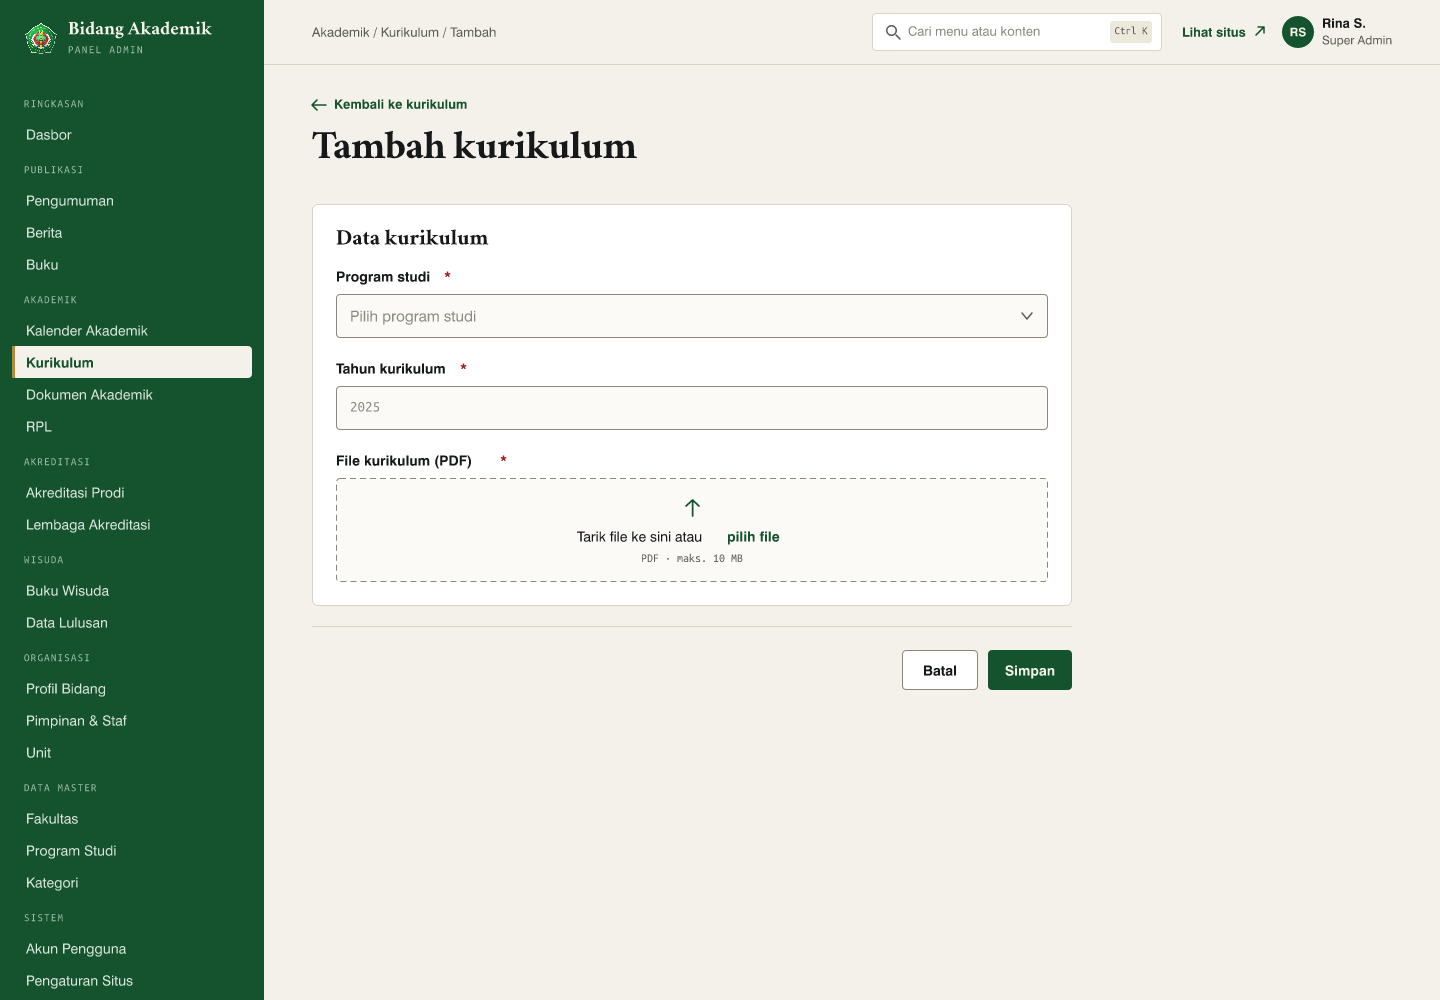 Bidang Akademik
PANEL ADMIN
RINGKASAN
Dasbor
PUBLIKASI
Pengumuman
Berita
Buku
AKADEMIK
Kalender Akademik
Kurikulum
Dokumen Akademik
RPL
AKREDITASI
Akreditasi Prodi
Lembaga Akreditasi
WISUDA
Buku Wisuda
Data Lulusan
ORGANISASI
Profil Bidang
Pimpinan & Staf
Unit
DATA MASTER
Fakultas
Program Studi
Kategori
SISTEM
Akun Pengguna
Pengaturan Situs
Akademik / Kurikulum / Tambah
Cari menu atau konten
Ctrl K
Lihat situs
RS
Rina S.
Super Admin
Kembali ke kurikulum
Tambah kurikulum
Data kurikulum
Program studi *
Pilih program studi
Tahun kurikulum *
2025
File kurikulum (PDF) *
Tarik file ke sini atau pilih file
PDF · maks. 10 MB
Batal
Simpan